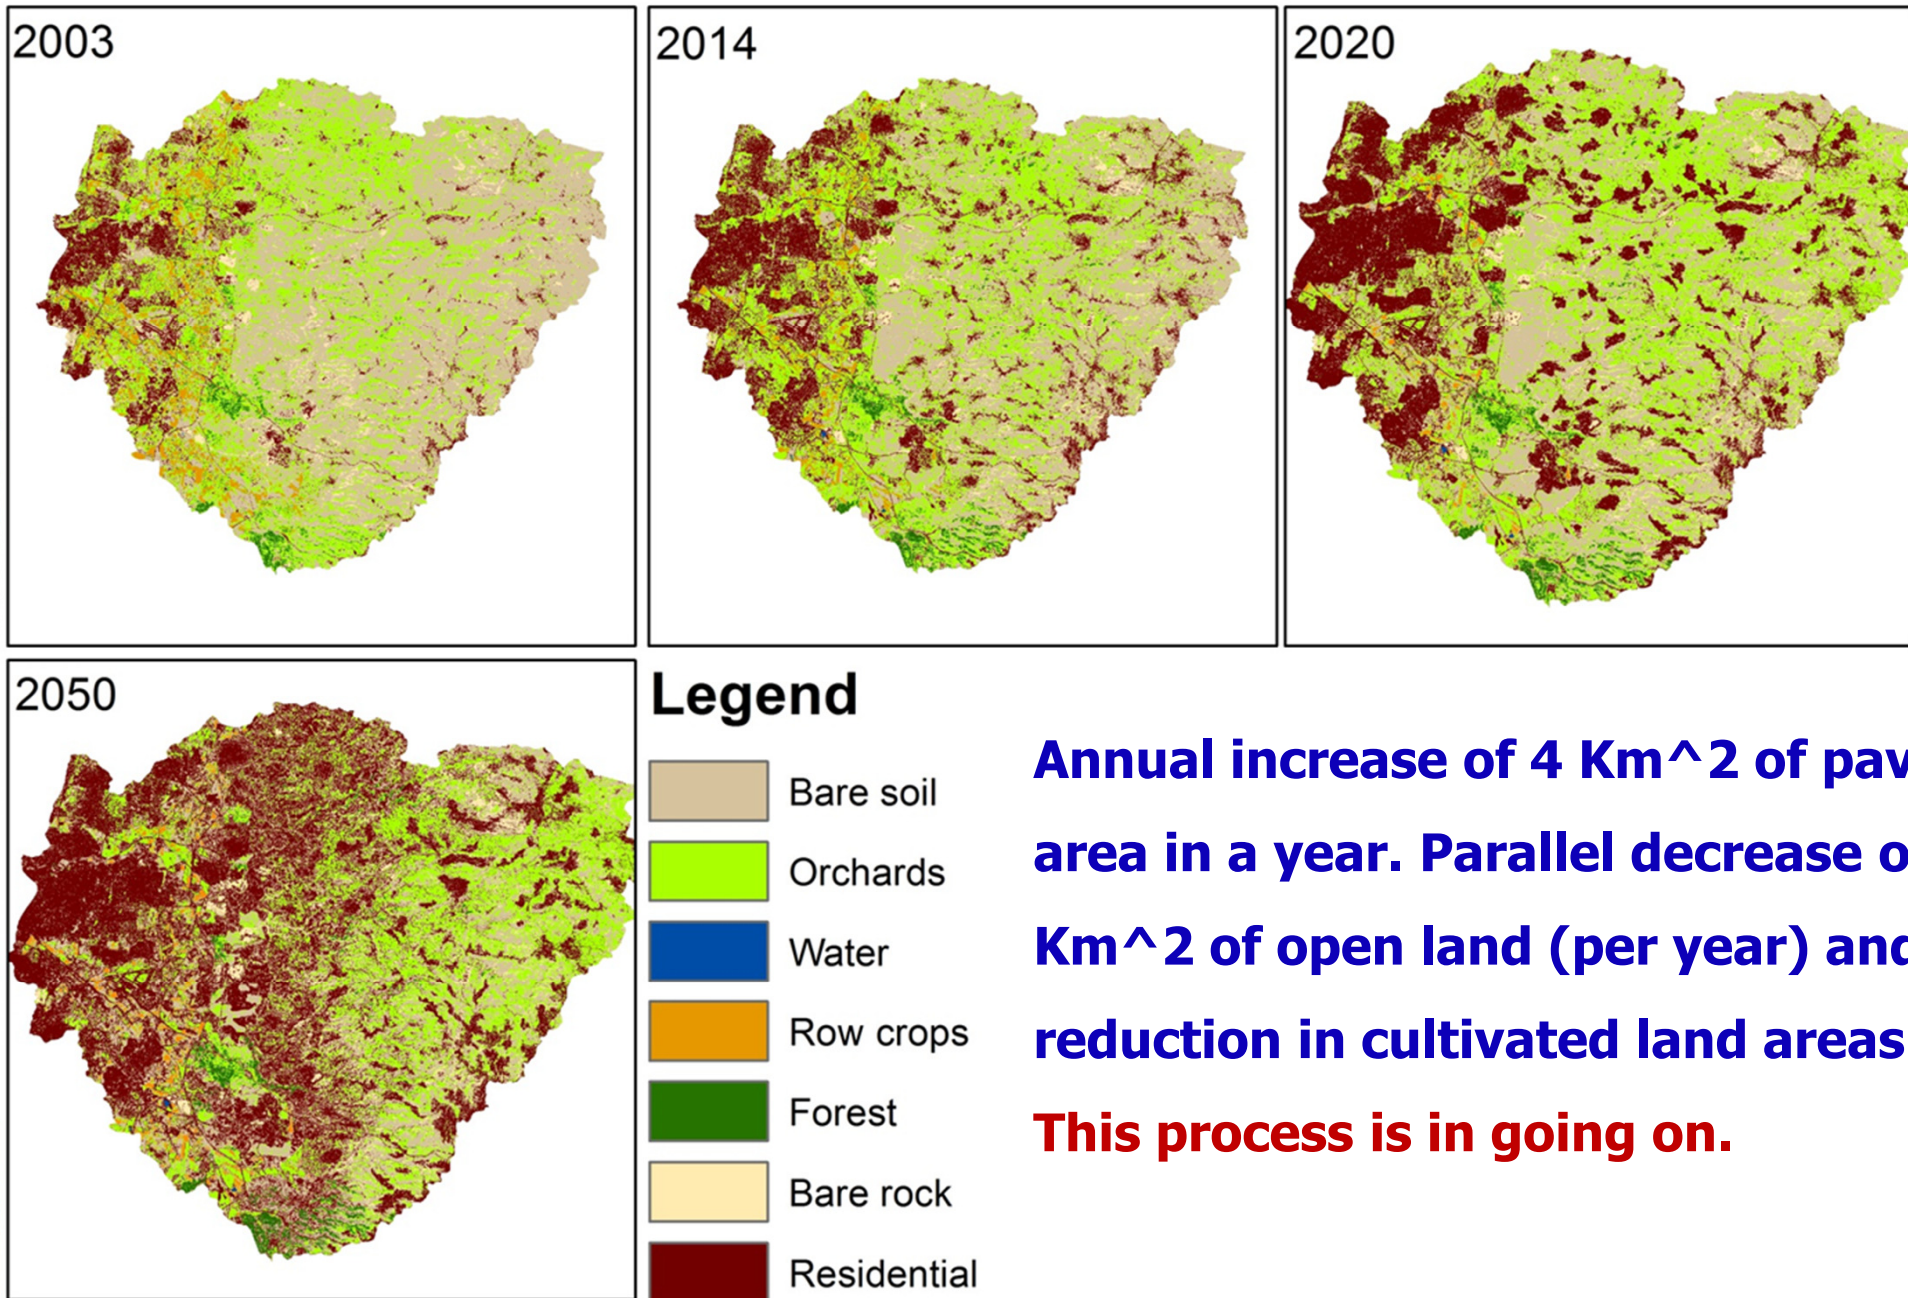 2003
2014
2020
2050
Legend
Bare soil
Orchards
Water
Row crops
Forest
Bare rock
Residential
Annual increase of 4 Km^2 of pav
area in a year. Parallel decrease o
Km^2 of open land (per year) and
reduction in cultivated land areas
This process is in going on.